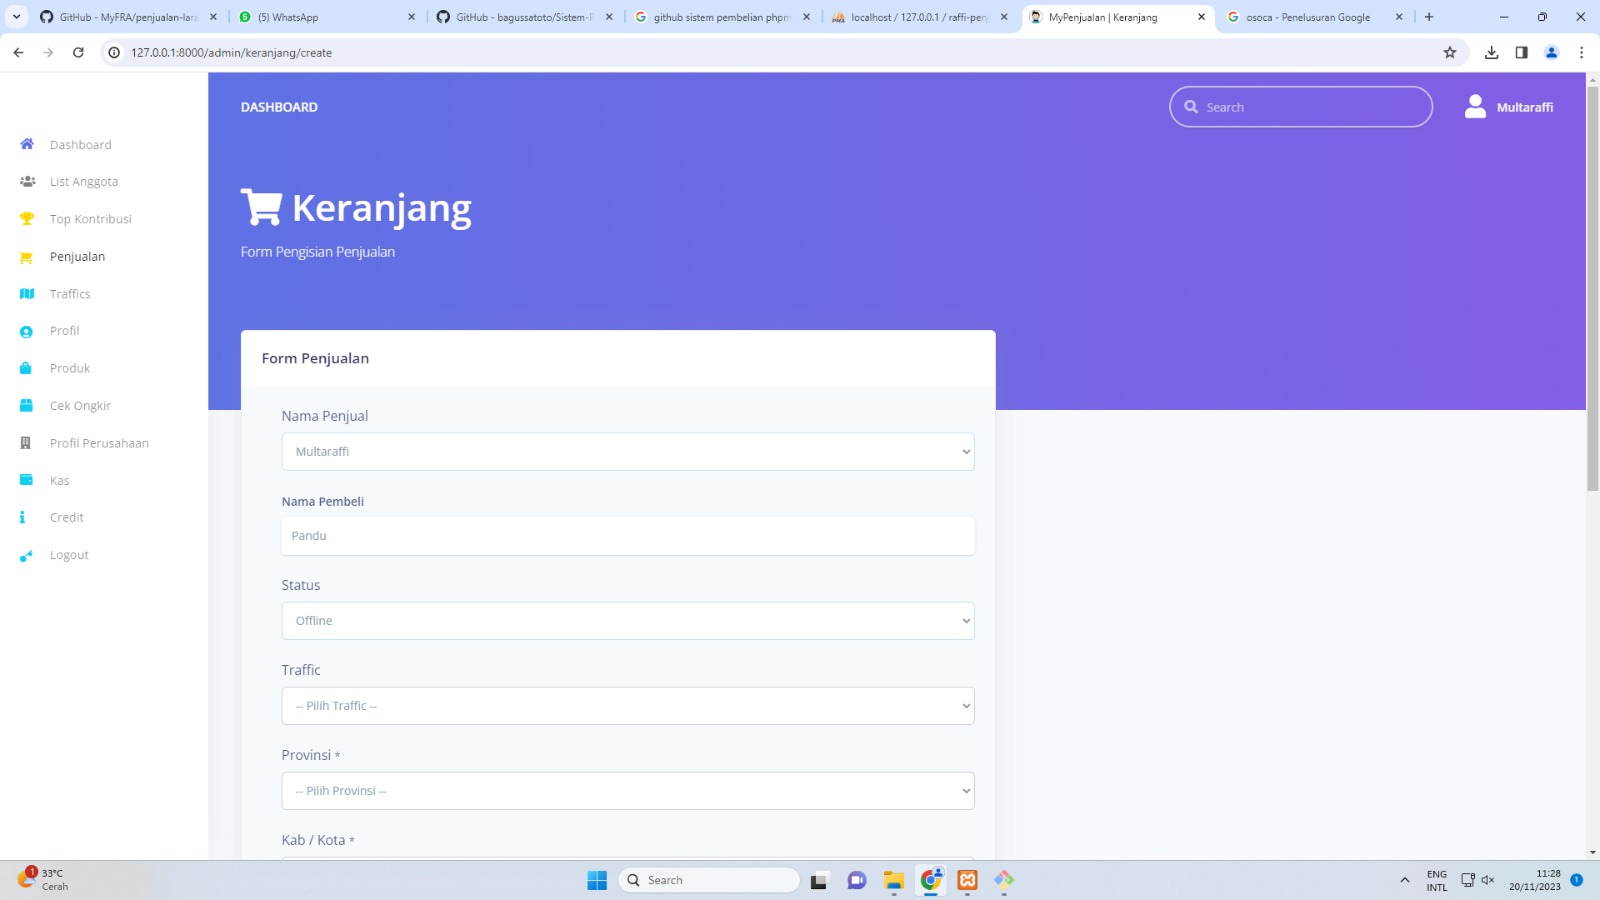 GitHub - MyFRA/penjualan-lara
(5) WhatsApp
GitHub - bagussatoto/Sistem-P
github sistem pembelian phpm
localhost / 127.0.0.1 / raffi-penj
MyPenjualan | Keranjang
osoca - Penelusuran Google
127.0.0.1:8000/admin/keranjang/create
DASHBOARD
Search
Multaraffi
Dashboard
List Anggota
Top Kontribusi
Penjualan
Traffics
Profil
Produk
Cek Ongkir
Profil Perusahaan
Kas
Credit
Logout
Keranjang
Form Pengisian Penjualan
Form Penjualan
Nama Penjual
Multaraffi
Nama Pembeli
Pandu
Status
Offline
Traffic
-- Pilih Traffic --
Provinsi *
-- Pilih Provinsi --
Kab / Kota *
1
33°C
Cerah
Search
ENG
INTL
11:28
20/11/2023
1